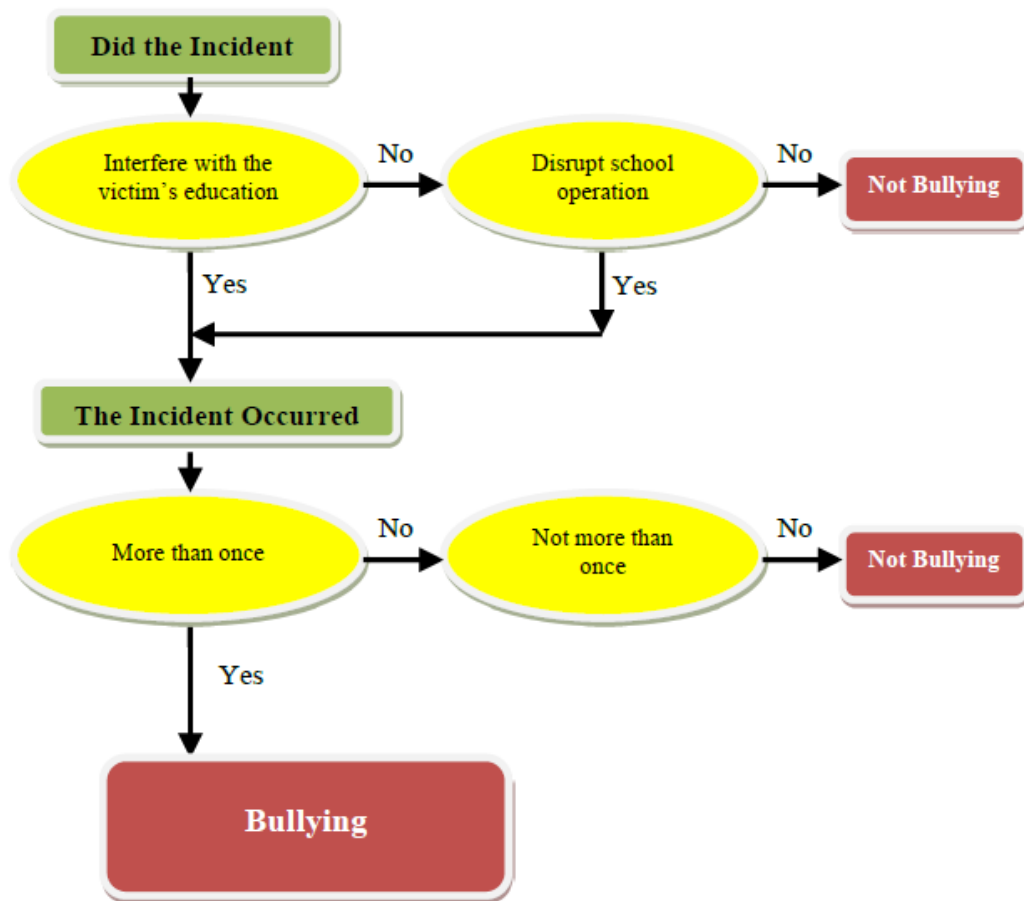 Did the Incident
Interfere with the
victim’s education
No
Disrupt school
operation
No
Not Bullying
Yes
Yes
The Incident Occurred
More than once
No
Not more than
once
No
Not Bullying
Yes
Bullying